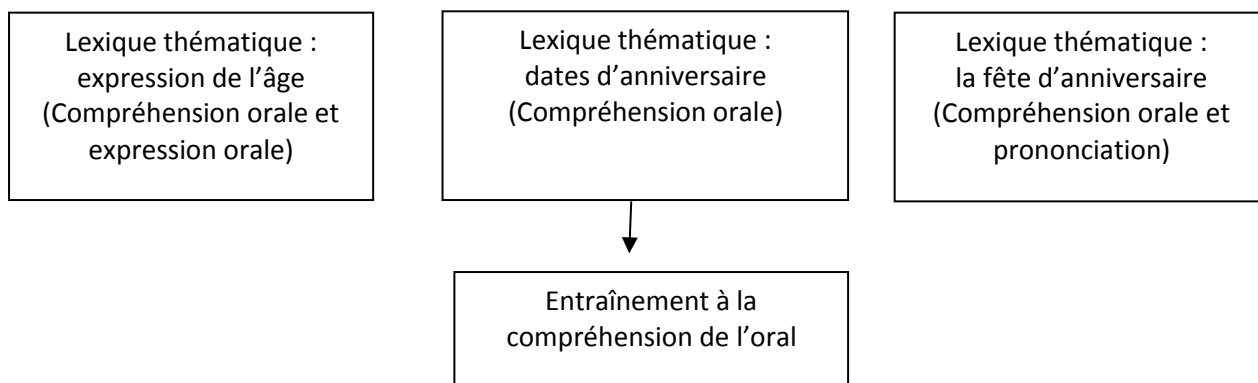 Lexique thématique :
expression de l’âge
(Compréhension orale et
expression orale)
Lexique thématique :
dates d’anniversaire
(Compréhension orale)
Lexique thématique :
la fête d’anniversaire
(Compréhension orale et
prononciation)
Entraînement à la
compréhension de l’oral